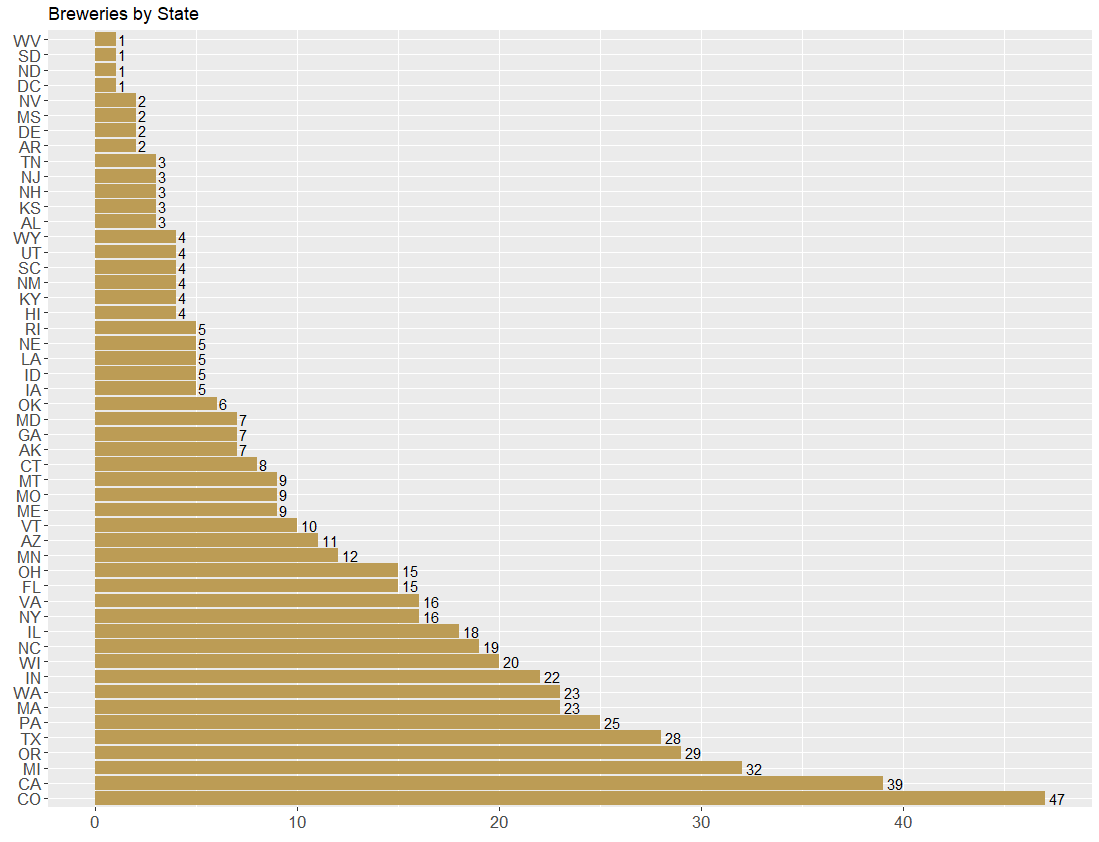 Breweries by State
WV 1
SD 1
ND 1
DC 1
NV 2
MS 2
DE 2
AR 2
TN 3
NJ 3
NH 3
KS 3
AL 3
WY 4
UT 4
SC 4
NM 4
KY 4
HI 4
RI 5
NE 5
LA 5
ID 5
IA 5
OK 6
MD 7
GA 7
AK 7
CT 8
MT 9
MO 9
ME 9
VT 10
AZ 11
MN 12
OH 15
FL 15
VA 16
NY 16
IL 18
NC 19
WI 20
IN 22
WA 23
MA 23
PA 25
TX 28
OR 29
MI 32
CA 39
CO 47
0 10 20 30 40